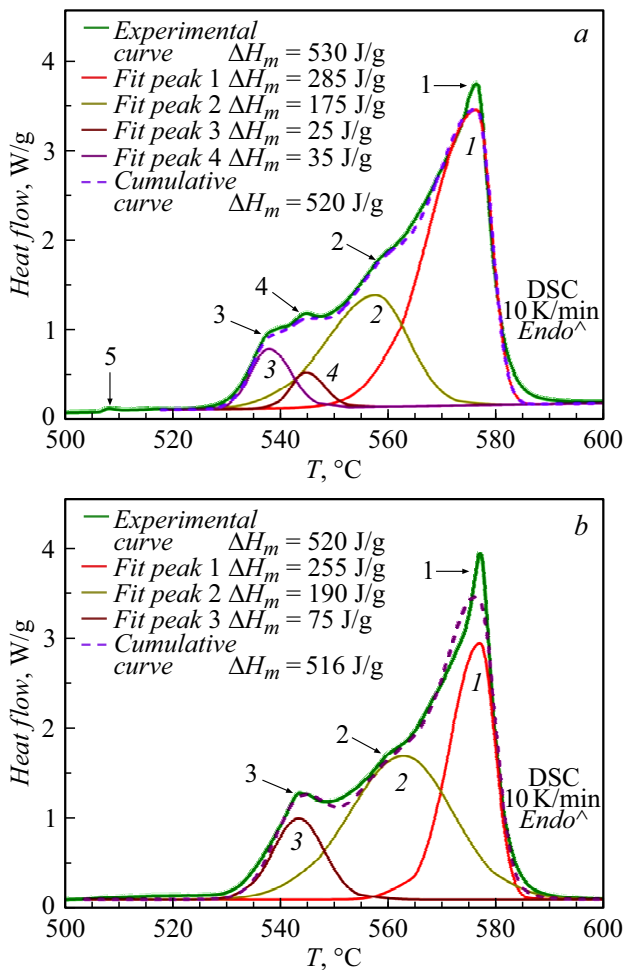 a
Experimental
curve ΔHm = 530 J/g
Fit peak 1 ΔHm = 285 J/g
Fit peak 2 ΔHm = 175 J/g
Fit peak 3 ΔHm = 25 J/g
Fit peak 4 ΔHm = 35 J/g
Cumulative
curve ΔHm = 520 J/g
1
1
2
4
3
5
2
3
4
DSC
10 K/min
Endo^
Heat flow, W/g
4
3
2
1
0
500 520 540 560 580 600
T, °C
b
Experimental
curve ΔHm = 520 J/g
Fit peak 1 ΔHm = 255 J/g
Fit peak 2 ΔHm = 190 J/g
Fit peak 3 ΔHm = 75 J/g
Cumulative
curve ΔHm = 516 J/g
1
1
2
3
2
3
DSC
10 K/min
Endo^
Heat flow, W/g
4
3
2
1
0
500 520 540 560 580 600
T, °C